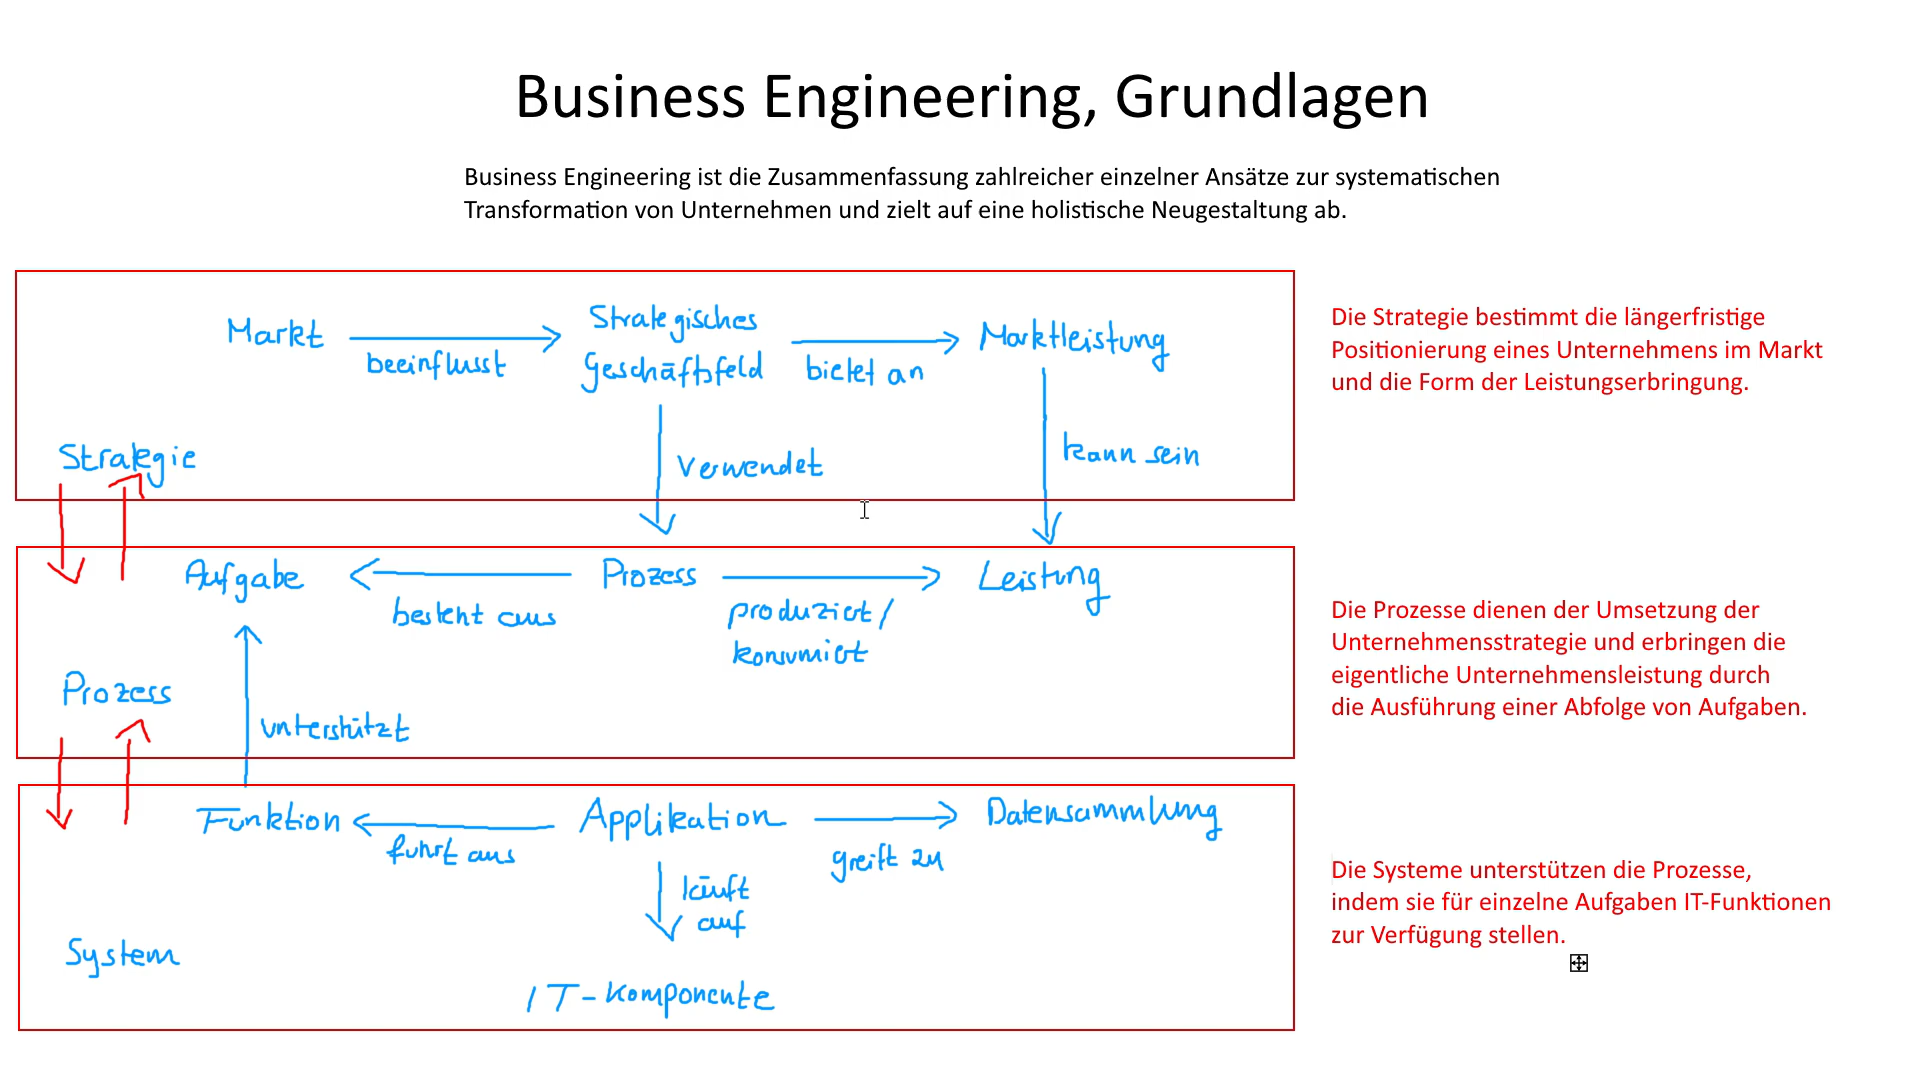 Business Engineering, Grundlagen
Business Engineering ist die Zusammenfassung zahlreicher einzelner Ansätze zur systematischen
Transformation von Unternehmen und zielt auf eine holistische Neugestaltung ab.
Markt
beeinflusst
Strategisches
Geschäftsfeld
bietet an
Marktleistung
Strategie
verwendet
kann sein
Die Strategie bestimmt die längerfristige
Positionierung eines Unternehmens im Markt
und die Form der Leistungserbringung.
Aufgabe
besteht aus
Prozess
produziert/
konsumiert
Leistung
Prozess
unterstützt
Die Prozesse dienen der Umsetzung der
Unternehmensstrategie und erbringen die
eigentliche Unternehmensleistung durch
die Ausführung einer Abfolge von Aufgaben.
Funktion
führt aus
Applikation
greift zu
Datensammlung
läuft
auf
System
IT-Komponente
Die Systeme unterstützen die Prozesse,
indem sie für einzelne Aufgaben IT-Funktionen
zur Verfügung stellen.